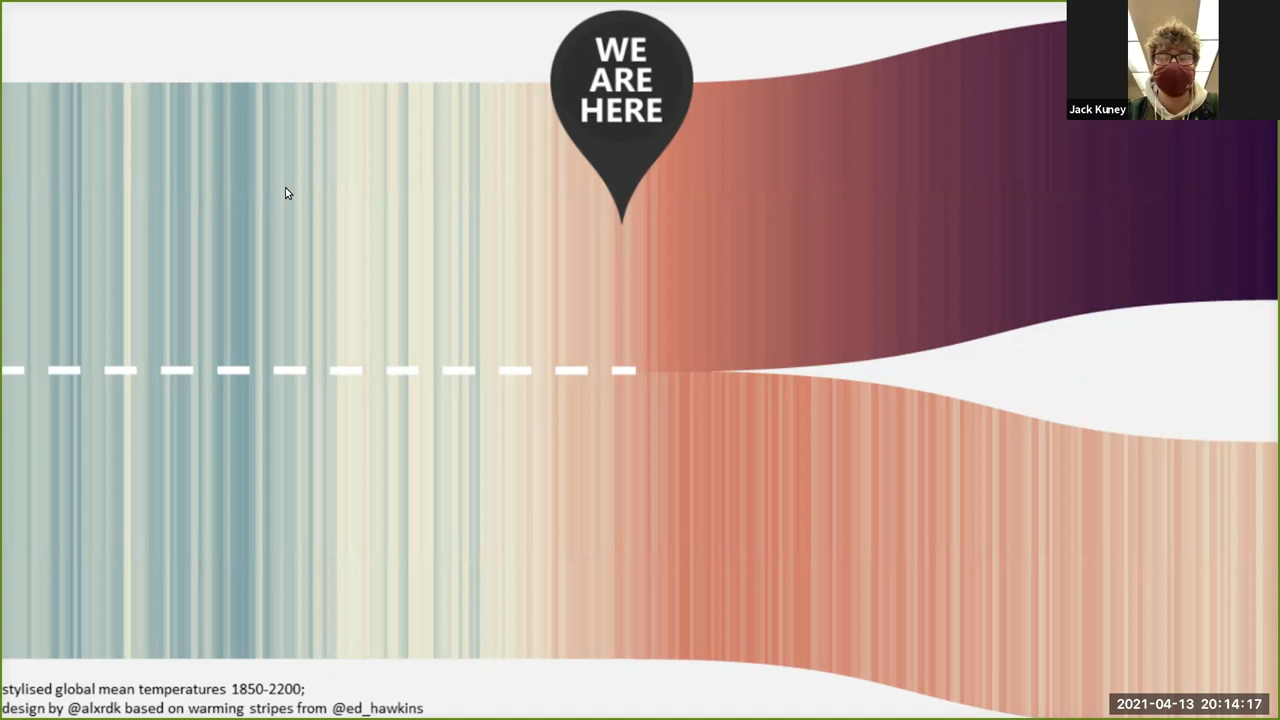 WE
ARE
HERE
Jack Kuney
stylised global mean temperatures 1850-2200;
design by @alxrdk based on warming stripes from @ed_hawkins
2021-04-13 20:14:17